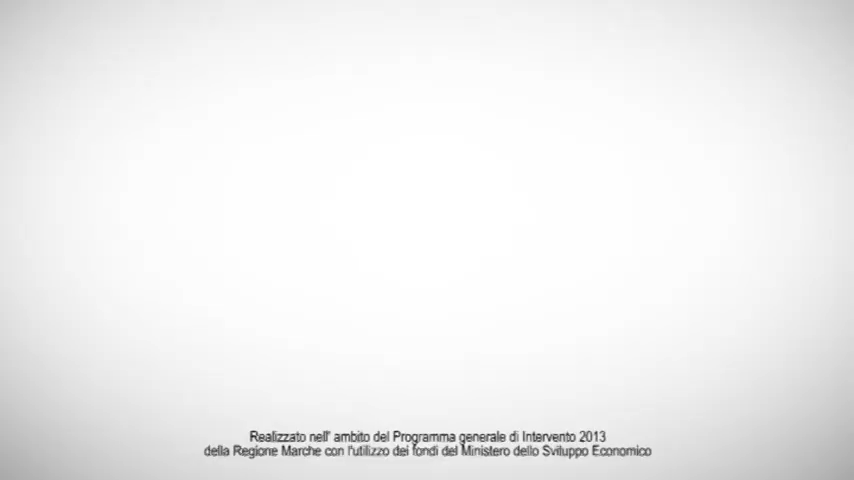 Realizzato nell' ambito del Programma generale di Intervento 2013
della Regione Marche con l'utilizzo dei fondi del Ministero dello Sviluppo Economico